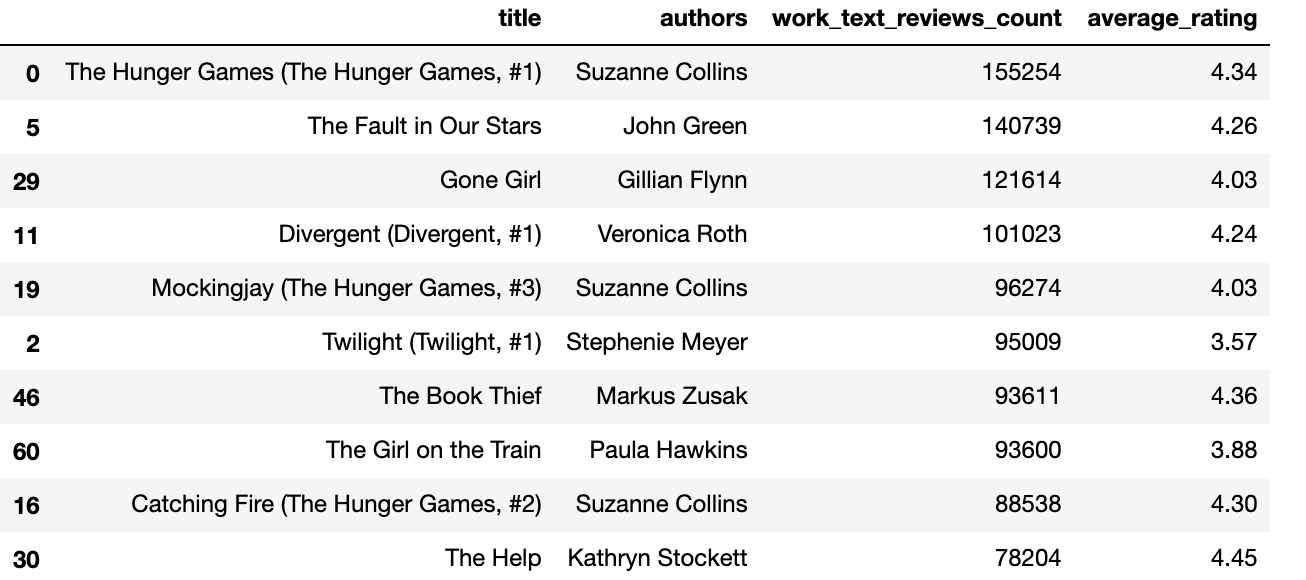 title authors work_text_reviews_count average_rating
0 The Hunger Games (The Hunger Games, #1) Suzanne Collins 155254 4.34
5 The Fault in Our Stars John Green 140739 4.26
29 Gone Girl Gillian Flynn 121614 4.03
11 Divergent (Divergent, #1) Veronica Roth 101023 4.24
19 Mockingjay (The Hunger Games, #3) Suzanne Collins 96274 4.03
2 Twilight (Twilight, #1) Stephenie Meyer 95009 3.57
46 The Book Thief Markus Zusak 93611 4.36
60 The Girl on the Train Paula Hawkins 93600 3.88
16 Catching Fire (The Hunger Games, #2) Suzanne Collins 88538 4.30
30 The Help Kathryn Stockett 78204 4.45